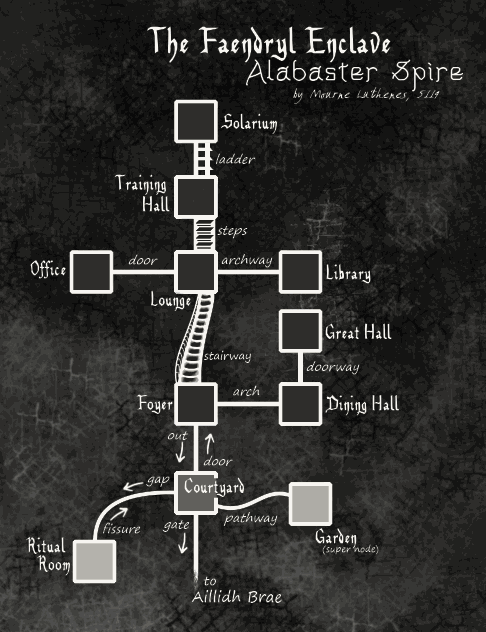 The Faendryl Enclave
Alabaster Spire
by Mourne Luthenes, 5119
Solarium
ladder
Training
Hall
steps
Office
door
archway
Library
Lounge
Great Hall
stairway
doorway
Foyer
arch
Dining Hall
out
door
gap
Courtyard
fissure
gate
pathway
Garden
(super node)
Ritual
Room
to
Aillidh Brae